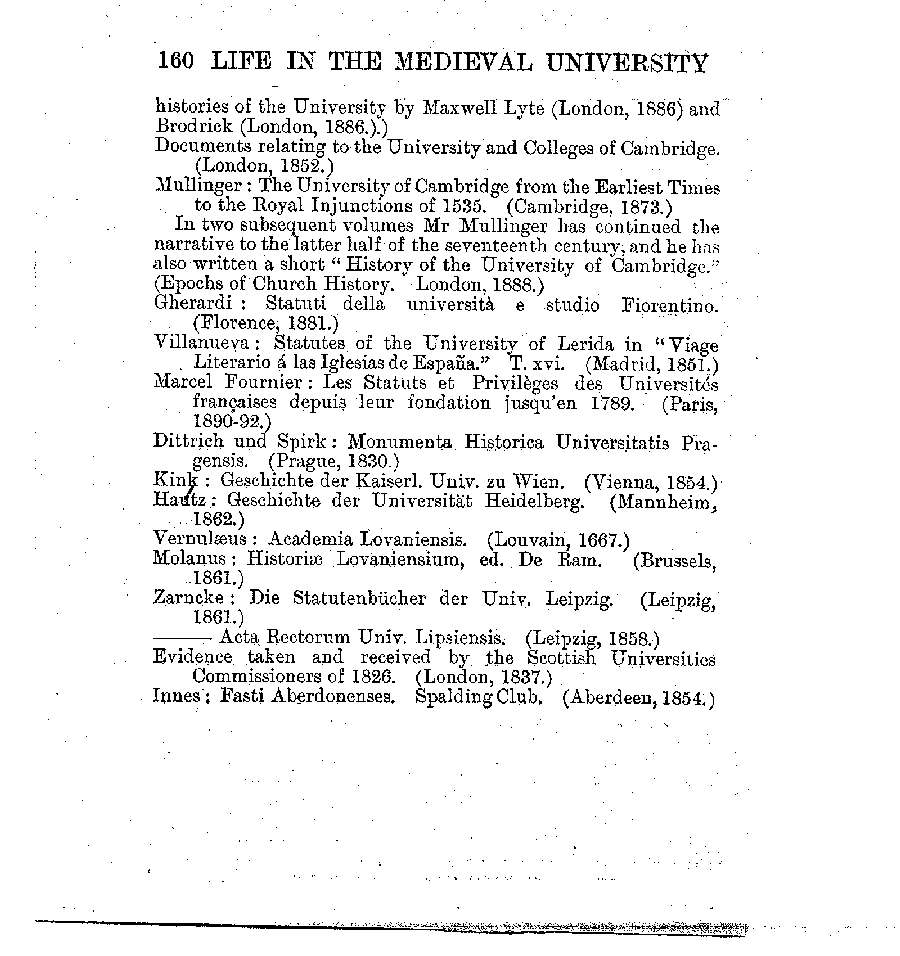 160 LIFE IN THE MEDIEVAL UNIVERSITY
histories of the University by Maxwell Lyte (London, 1886) and
Brodrick (London, 1886.).)
Documents relating to the University and Colleges of Cambridge.
(London, 1852.)
Mullinger : The University of Cambridge from the Earliest Times
to the Royal Injunctions of 1535. (Cambridge, 1873.)
In two subsequent volumes Mr Mullinger has continued the
narrative to the latter half of the seventeenth century, and he has
also written a short “ History of the University of Cambridge.”
(Epochs of Church History. London, 1888.)
Gherardi : Statuti della università e studio Fiorentino.
(Florence, 1881.)
Villanueva : Statutes of the University of Lerida in “ Viage
Literario á las Iglesias de España.” T. xvi. (Madrid, 1851.)
Marcel Fournier : Les Statuts et Privilèges des Universités
françaises depuis leur fondation jusqu'en 1789. (Paris,
1890-92.)
Dittrich und Spirk : Monumenta Historica Universitatis Pra-
gensis. (Prague, 1830.)
Kink : Geschichte der Kaiserl. Univ. zu Wien. (Vienna, 1854.)
Hautz : Geschichte der Universität Heidelberg. (Mannheim,
1862.)
Vernulæus : Academia Lovaniensis. (Louvain, 1667.)
Molanus : Historiæ Lovaniensium, ed. De Ram. (Brussels,
1861.)
Zarncke : Die Statutenbücher der Univ. Leipzig. (Leipzig,
1861.)
——— Acta Rectorum Univ. Lipsiensis. (Leipzig, 1858.)
Evidence taken and received by the Scottish Universities
Commissioners of 1826. (London, 1837.)
Innes : Fasti Aberdonenses. Spalding Club. (Aberdeen, 1854.)